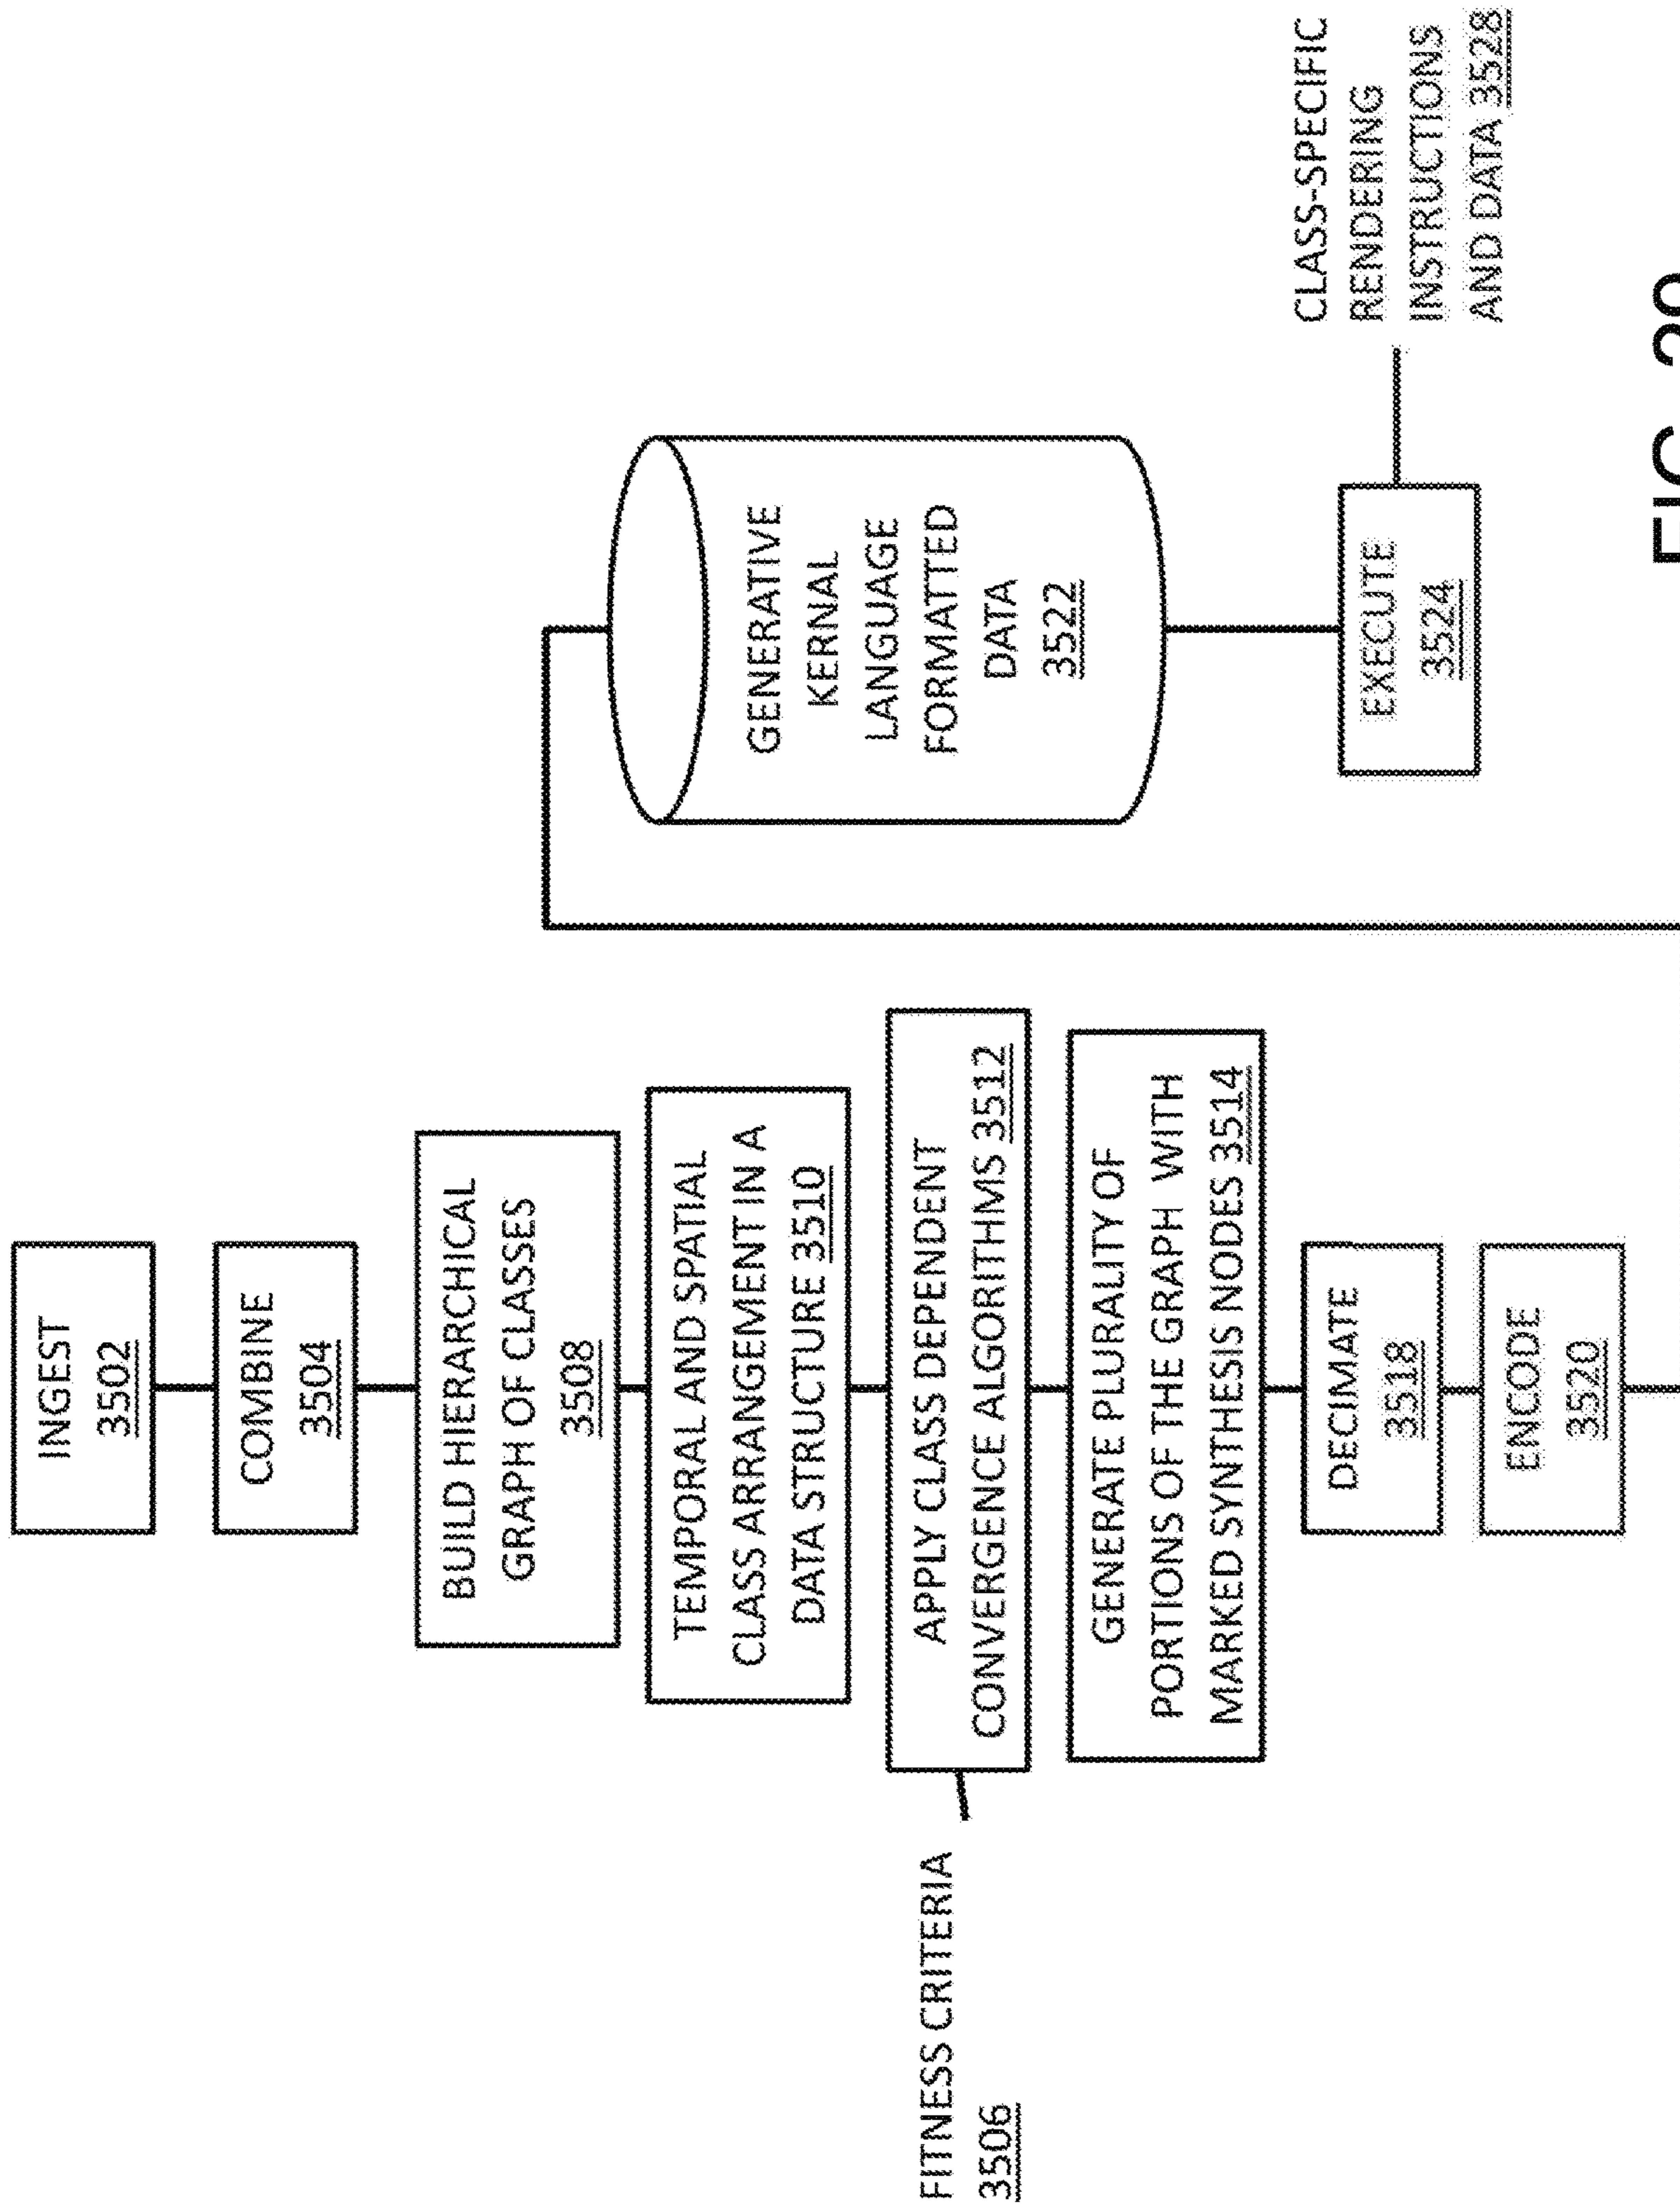 INGEST
3502
COMBINE
3504
BUILD HIERARCHICAL
GRAPH OF CLASSES
3508
TEMPORAL AND SPATIAL
CLASS ARRANGEMENT IN A
DATA STRUCTURE 3510
FITNESS CRITERIA
3506
APPLY CLASS DEPENDENT
CONVERGENCE ALGORITHMS 3512
GENERATE PLURALITY OF
PORTIONS OF THE GRAPH WITH
MARKED SYNTHESIS NODES 3514
DECIMATE
3518
ENCODE
3520
GENERATIVE
KERNAL
LANGUAGE
FORMATTED
DATA
3522
EXECUTE
3524
CLASS-SPECIFIC
RENDERING
INSTRUCTIONS
AND DATA 3528
FIG.